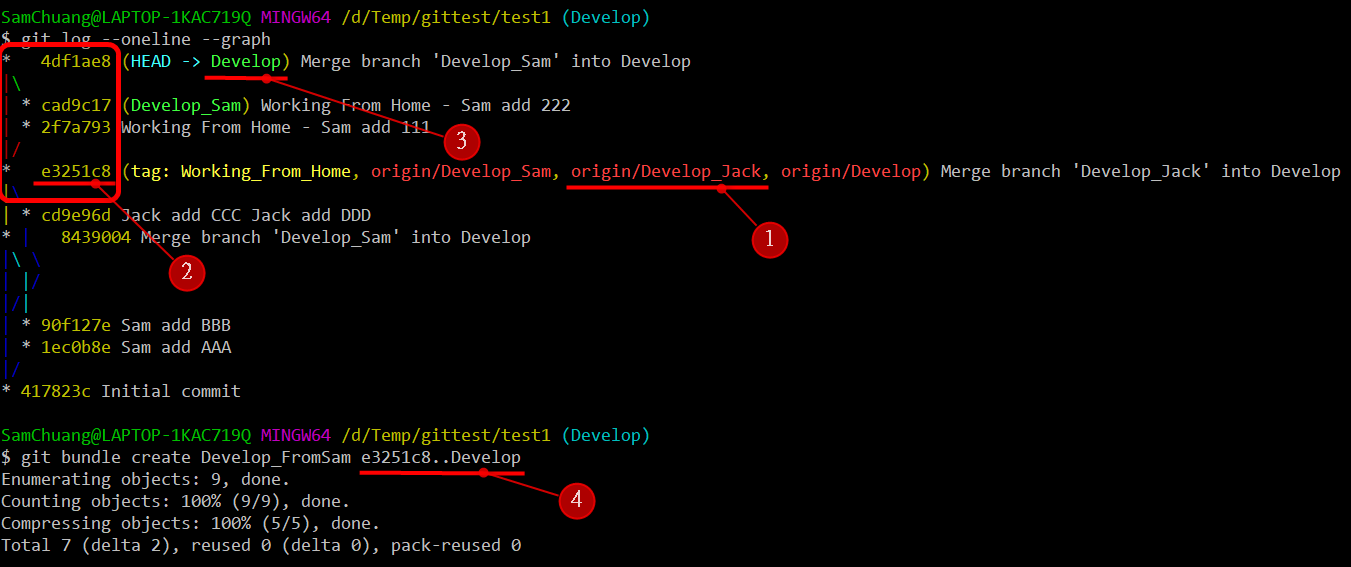 SamChuang@LAPTOP-1KAC719Q MINGW64 /d/Temp/gittest/test1 (Develop)
$ git log --oneline --graph
*   4df1ae8 (HEAD -> Develop) Merge branch 'Develop_Sam' into Develop
|\
| * cad9c17 (Develop_Sam) Working From Home - Sam add 222
| * 2f7a793 Working From Home - Sam add 111
|/
3
*   e3251c8 (tag: Working_From_Home, origin/Develop_Sam, origin/Develop_Jack, origin/Develop) Merge branch 'Develop_Jack' into Develop
|\
| * cd9e96d Jack add CCC Jack add DDD
* |   8439004 Merge branch 'Develop_Sam' into Develop
1
|\ \
2
| |/
|/|
| * 90f127e Sam add BBB
| * 1ec0b8e Sam add AAA
|/
* 417823c Initial commit
SamChuang@LAPTOP-1KAC719Q MINGW64 /d/Temp/gittest/test1 (Develop)
$ git bundle create Develop_FromSam e3251c8..Develop
Enumerating objects: 9, done.
Counting objects: 100% (9/9), done.
4
Compressing objects: 100% (5/5), done.
Total 7 (delta 2), reused 0 (delta 0), pack-reused 0